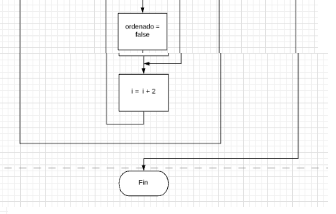 ordenado =
false
i = i + 2
Fin